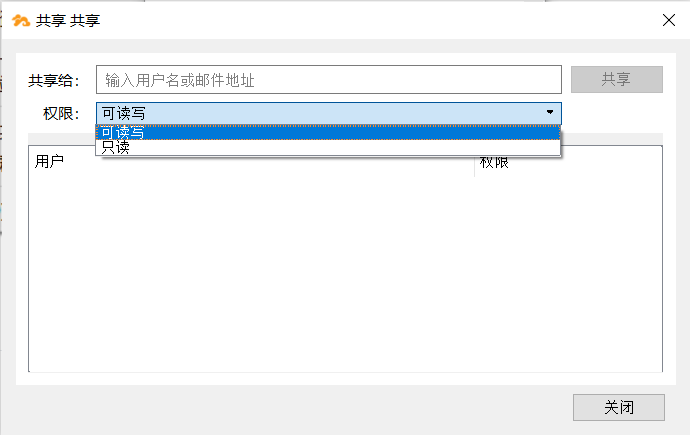 共享 共享
共享给： 输入用户名或邮件地址 共享
权限： 可读写
可读写
只读
用户 权限
关闭